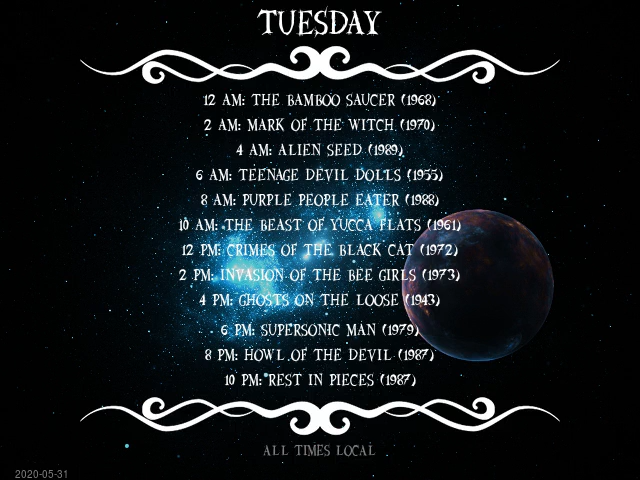 TUESDAY
12 AM: THE BAMBOO SAUCER (1968)
2 AM: MARK OF THE WITCH (1970)
4 AM: ALIEN SEED (1989)
6 AM: TEENAGE DEVIL DOLLS (1955)
8 AM: PURPLE PEOPLE EATER (1988)
10 AM: THE BEAST OF YUCCA FLATS (1961)
12 PM: CRIMES OF THE BLACK CAT (1972)
2 PM: INVASION OF THE BEE GIRLS (1973)
4 PM: GHOSTS ON THE LOOSE (1943)
6 PM: SUPERSONIC MAN (1979)
8 PM: HOWL OF THE DEVIL (1987)
10 PM: REST IN PIECES (1987)
ALL TIMES LOCAL
2020-05-31